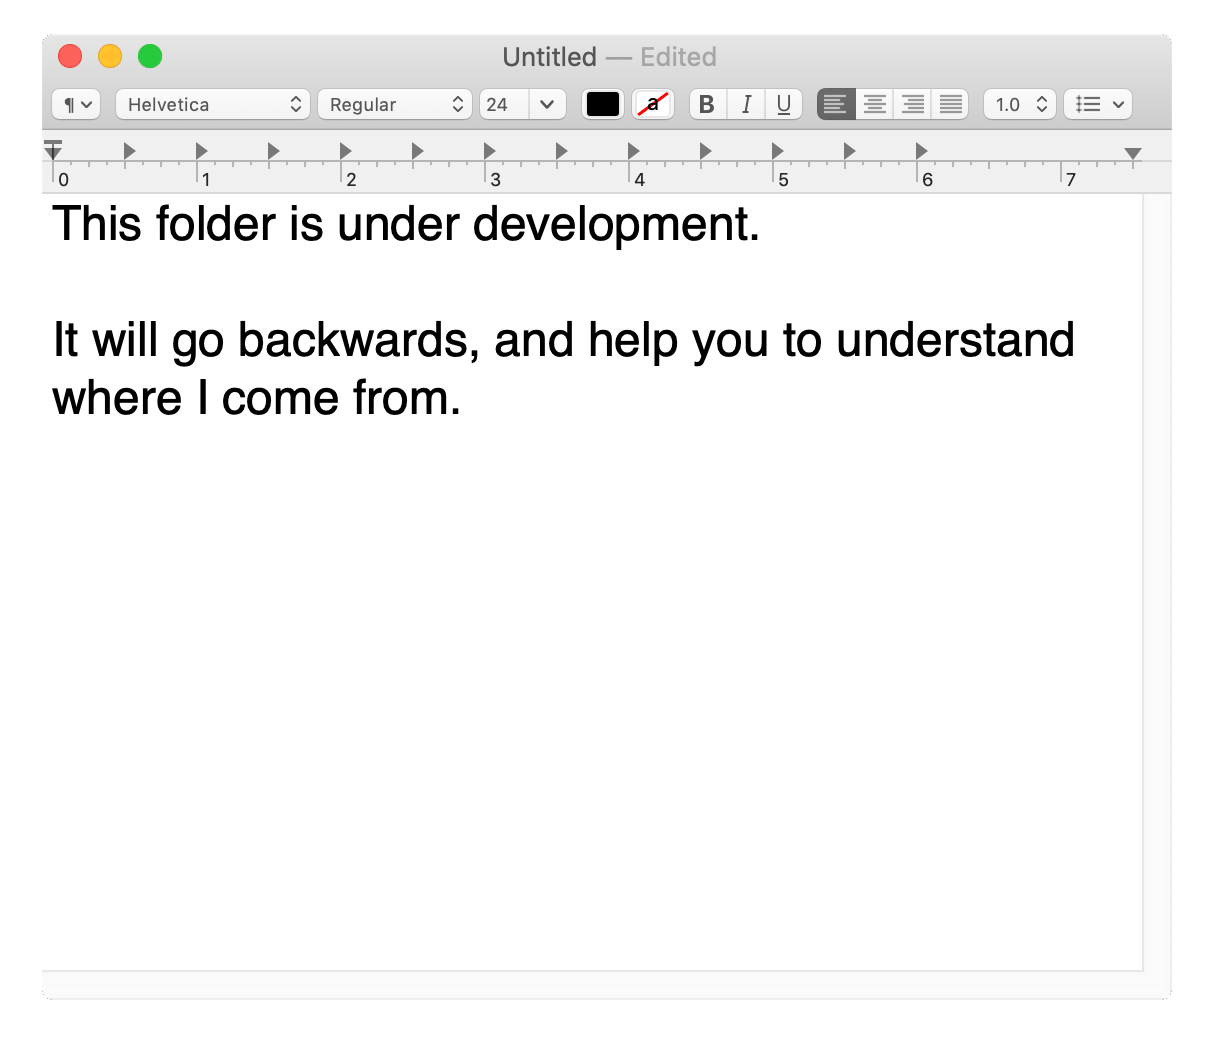 Untitled — Edited
¶ Helvetica Regular 24 a B I U 1.0
0 1 2 3 4 5 6 7
This folder is under development.
It will go backwards, and help you to understand
where I come from.